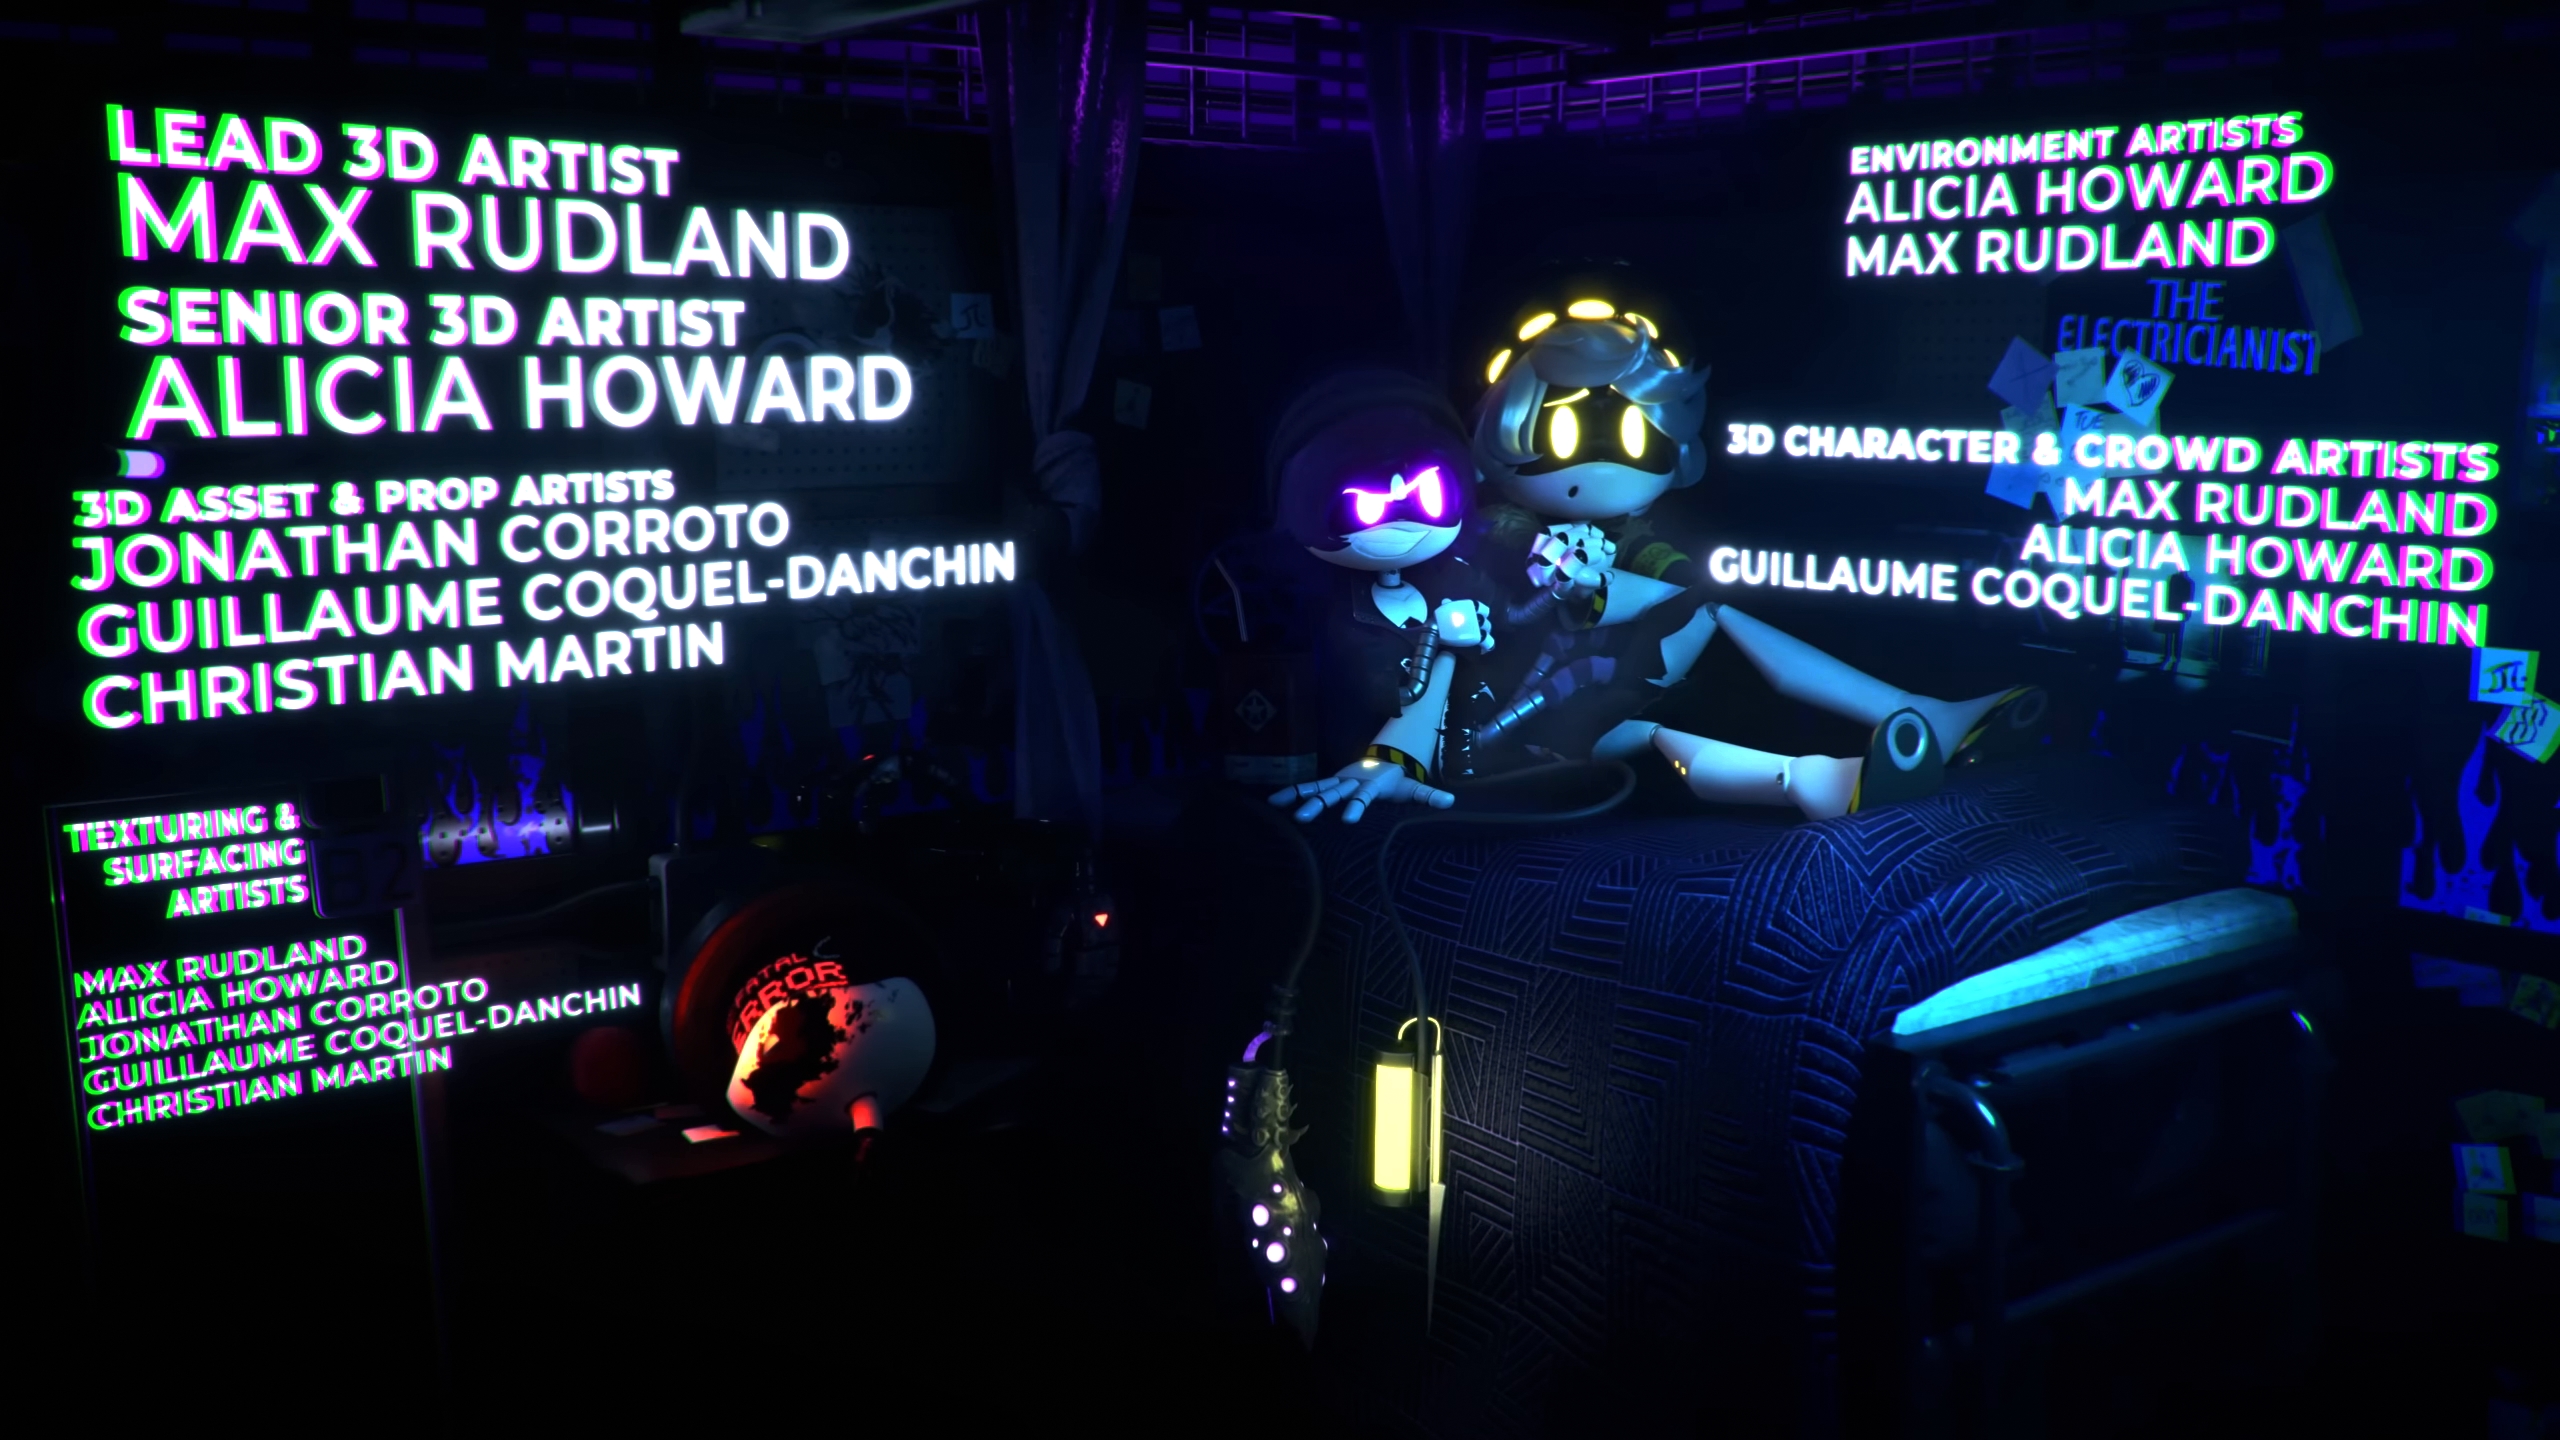 LEAD 3D ARTIST
MAX RUDLAND
SENIOR 3D ARTIST
ALICIA HOWARD
3D ASSET & PROP ARTISTS
JONATHAN CORROTO
GUILLAUME COQUEL-DANCHIN
CHRISTIAN MARTIN
TEXTURING &
SURFACING
ARTISTS
MAX RUDLAND
ALICIA HOWARD
JONATHAN CORROTO
GUILLAUME COQUEL-DANCHIN
CHRISTIAN MARTIN
B2
FATAL
ERROR
ENVIRONMENT ARTISTS
ALICIA HOWARD
MAX RUDLAND
THE
ELECTRICIANIST
TUE
3D CHARACTER & CROWD ARTISTS
MAX RUDLAND
ALICIA HOWARD
GUILLAUME COQUEL-DANCHIN